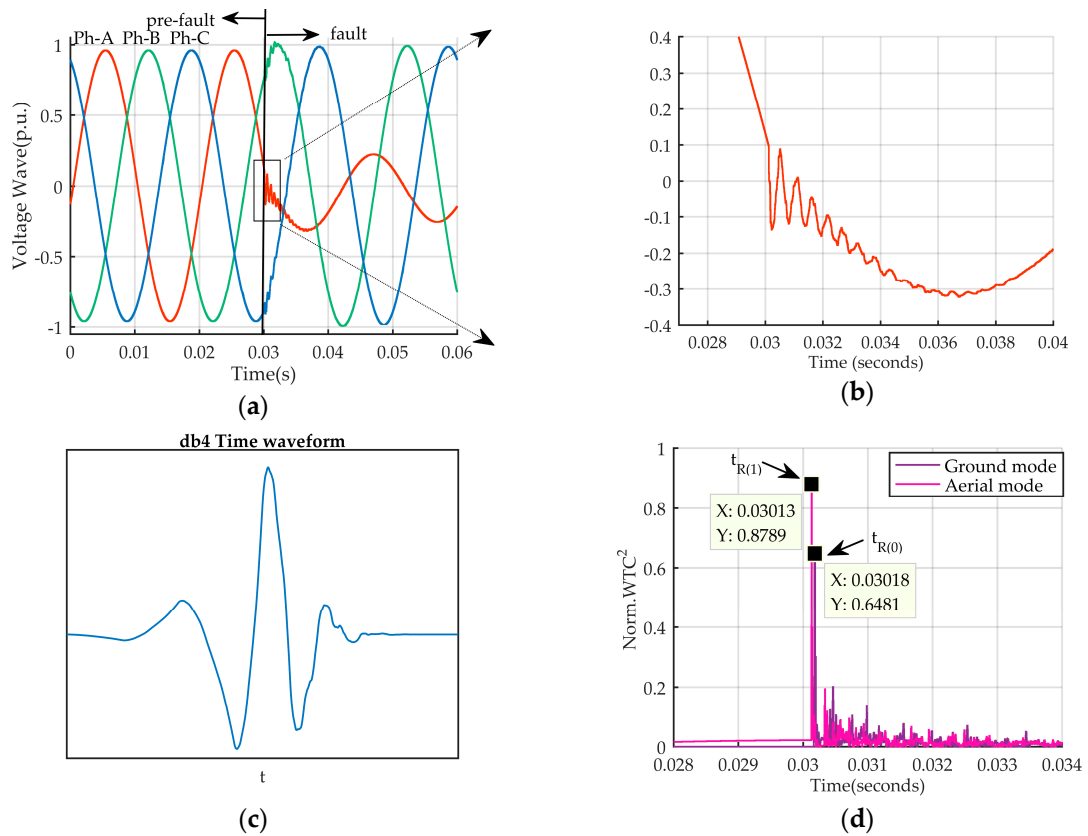 pre-fault
fault
Ph-A Ph-B Ph-C
1
0.5
0
-0.5
-1
Voltage Wave(p.u.)
0 0.01 0.02 0.03 0.04 0.05 0.06
Time(s)
(a)
0.4
0.3
0.2
0.1
0
-0.1
-0.2
-0.3
-0.4
0.028 0.03 0.032 0.034 0.036 0.038 0.04
Time (seconds)
(b)
db4 Time waveform
t
(c)
1
0.8
0.6
0.4
0.2
0
Norm.WTC²
t_R(1)
X: 0.03013
Y: 0.8789
t_R(0)
X: 0.03018
Y: 0.6481
Ground mode
Aerial mode
0.028 0.029 0.03 0.031 0.032 0.033 0.034
Time(seconds)
(d)